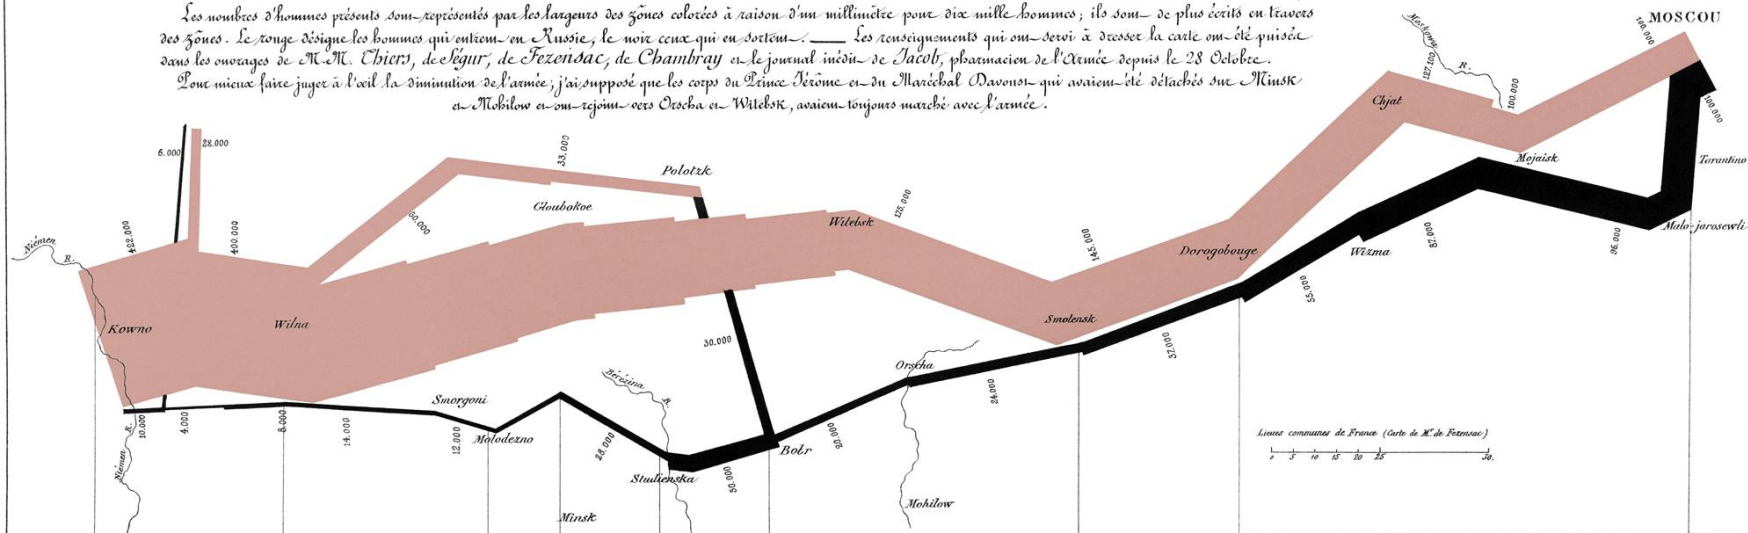 Les nombres d'hommes présents sont représentés par les largeurs des zônes colorées à raison d'un millimètre pour dix mille hommes; ils sont de plus écrits en travers
des zônes. Le rouge désigne les hommes qui entrent en Russie, le noir ceux qui en sortent. — Les renseignements qui ont servi à dresser la carte ont été puisés
dans les ouvrages de M.M. Thiers, de Ségur, de Fezensac, de Chambray et le journal inédit de Jacob, pharmacien de l'Armée depuis le 28 Octobre.
Pour mieux faire juger à l'œil la diminution de l'armée, j'ai supposé que les corps du Prince Jérôme et du Maréchal Davoust qui avaient été détachés sur Minsk
et Mohilow et ont rejoint vers Orscha et Witebsk, avaient toujours marché avec l'armée.
MOSCOU
100.000
Moskowa
R.
127.100
100.000
Chjat
100.000
Mojaisk
Tarantino
6.000
28.000
33.000
Polotzk
Gloubokoe
60.000
422.000
400.000
Witebsk
175.000
145.000
Dorogobouge
Wizma
87.000
96.000
Malo-jarosewli
Niémen
R.
Kowno
Wilna
Smolensk
55.000
30.000
37.000
Orscha
24.000
Bérézina
R.
Smorgoni
10.000
4.000
8.000
14.000
12.000
Molodezno
28.000
Studienska
50.000
Bobr
20.000
Niémen
R.
Minsk
Mohilow
Lieues communes de France (Carte de M. de Fezensac)
0 5 10 15 20 25 50.